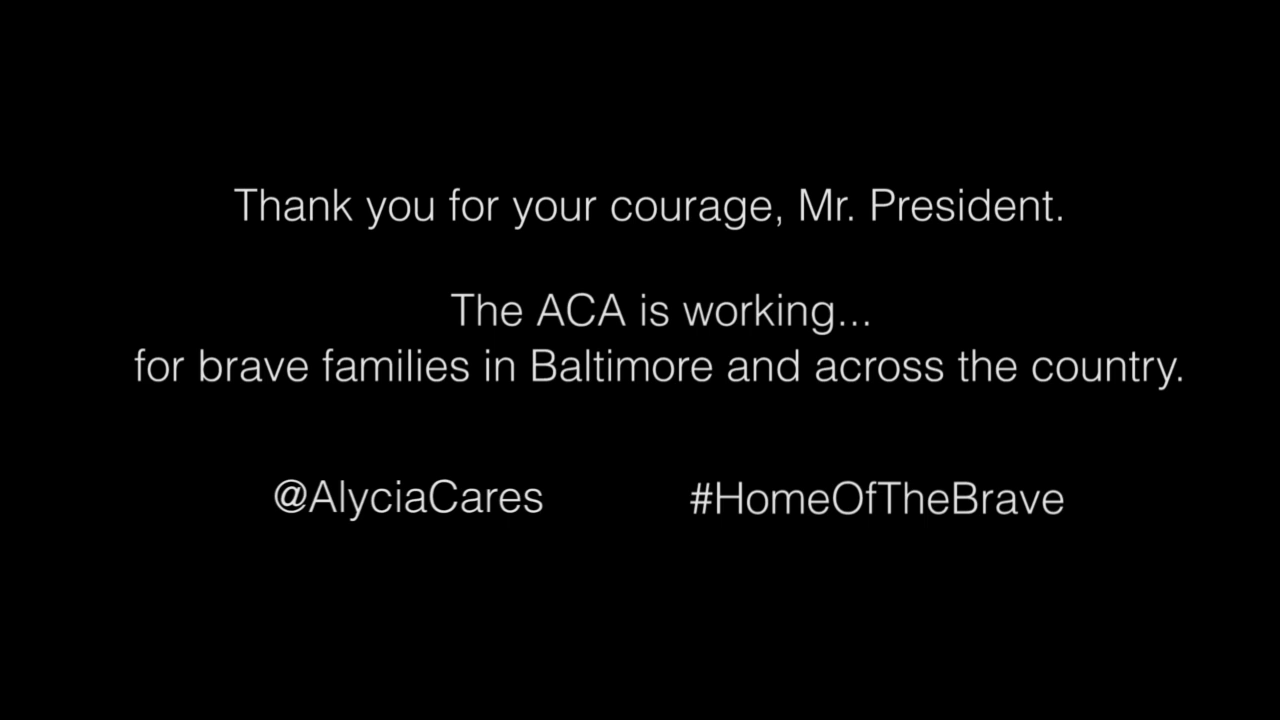 Thank you for your courage, Mr. President.
The ACA is working...
for brave families in Baltimore and across the country.
@AlyciaCares #HomeOfTheBrave